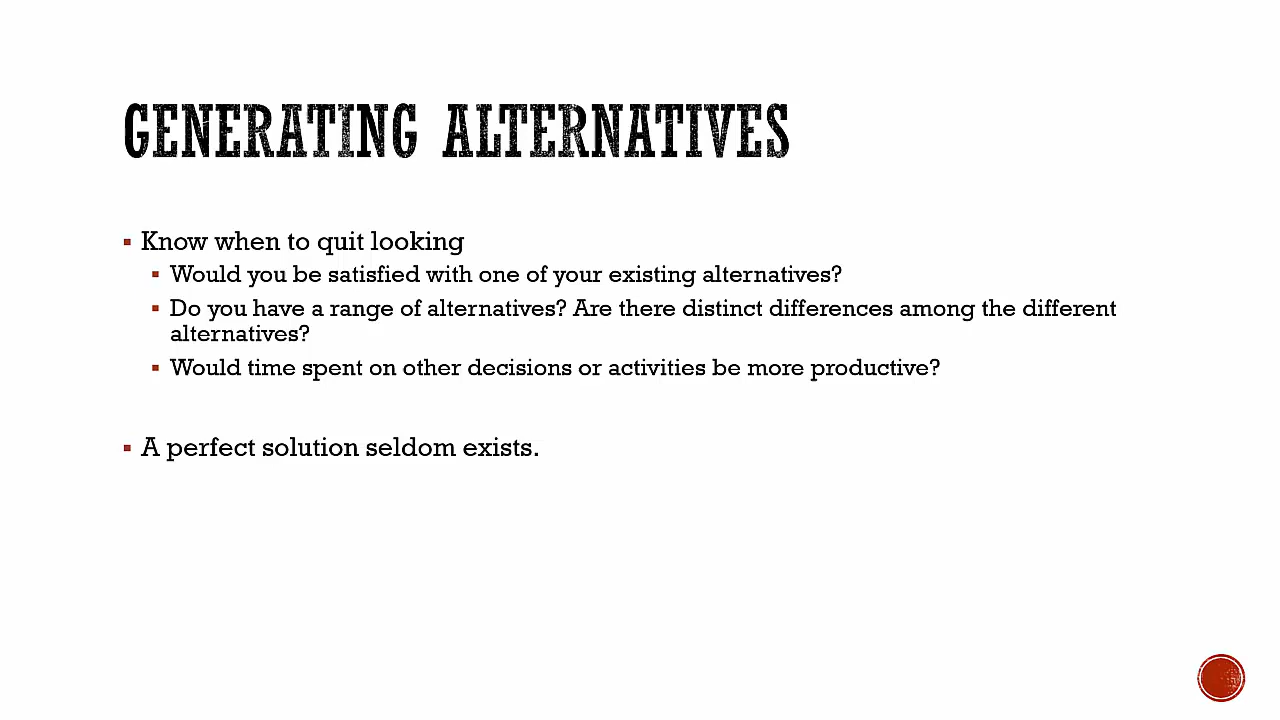 GENERATING ALTERNATIVES
Know when to quit looking
Would you be satisfied with one of your existing alternatives?
Do you have a range of alternatives? Are there distinct differences among the different
alternatives?
Would time spent on other decisions or activities be more productive?
A perfect solution seldom exists.